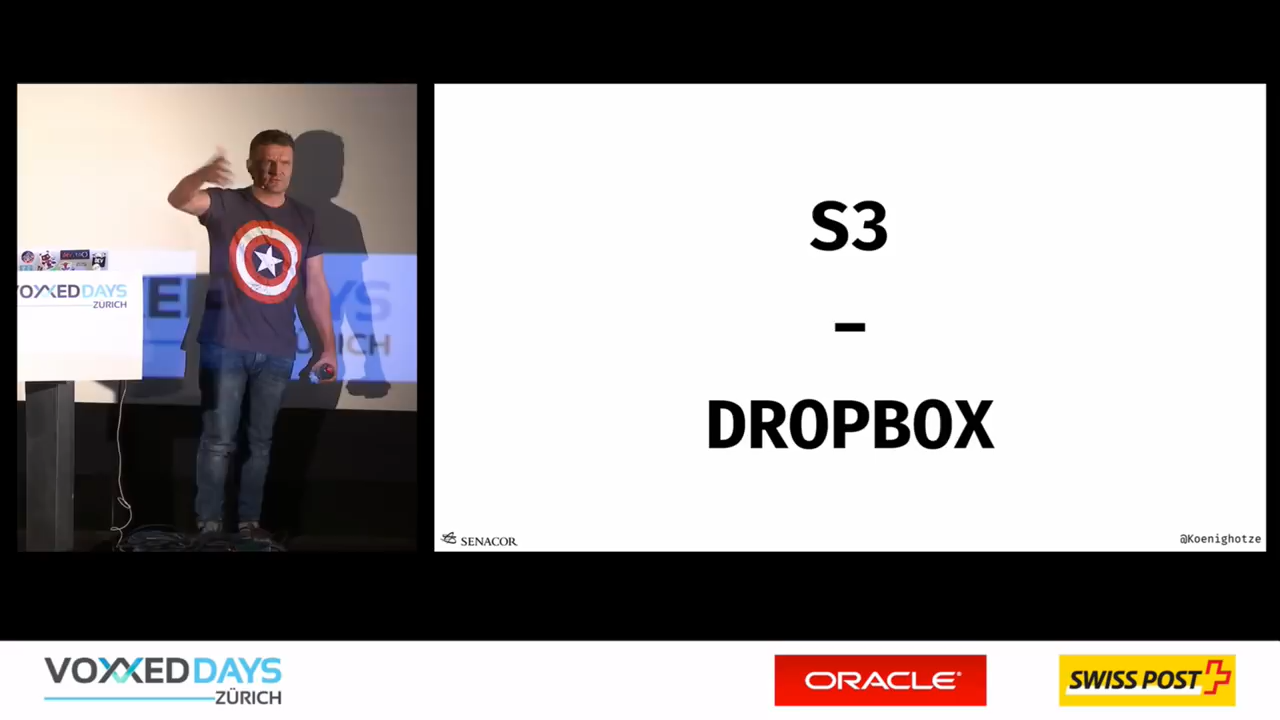 VOXXED DAYS
ZÜRICH
S3
–
DROPBOX
SENACOR
@Koenighotze
VOXXED DAYS
ZÜRICH
ORACLE®
SWISS POST